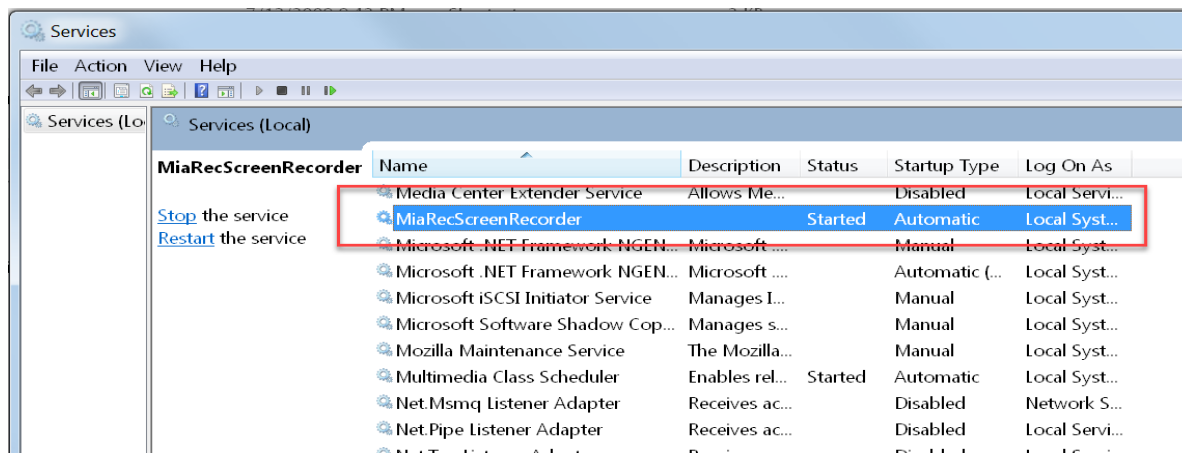 Services
File Action View Help
Services (Lo
Services (Local)
MiaRecScreenRecorder
Stop the service
Restart the service
Name Description Status Startup Type Log On As
Media Center Extender Service Allows Me... Disabled Local Servi...
MiaRecScreenRecorder Started Automatic Local Syst...
Microsoft .NET Framework NGEN... Microsoft .... Manual Local Syst...
Microsoft .NET Framework NGEN... Microsoft .... Automatic (... Local Syst...
Microsoft iSCSI Initiator Service Manages I... Manual Local Syst...
Microsoft Software Shadow Cop... Manages s... Manual Local Syst...
Mozilla Maintenance Service The Mozilla... Manual Local Syst...
Multimedia Class Scheduler Enables rel... Started Automatic Local Syst...
Net.Msmq Listener Adapter Receives ac... Disabled Network S...
Net.Pipe Listener Adapter Receives ac... Disabled Local Servi...